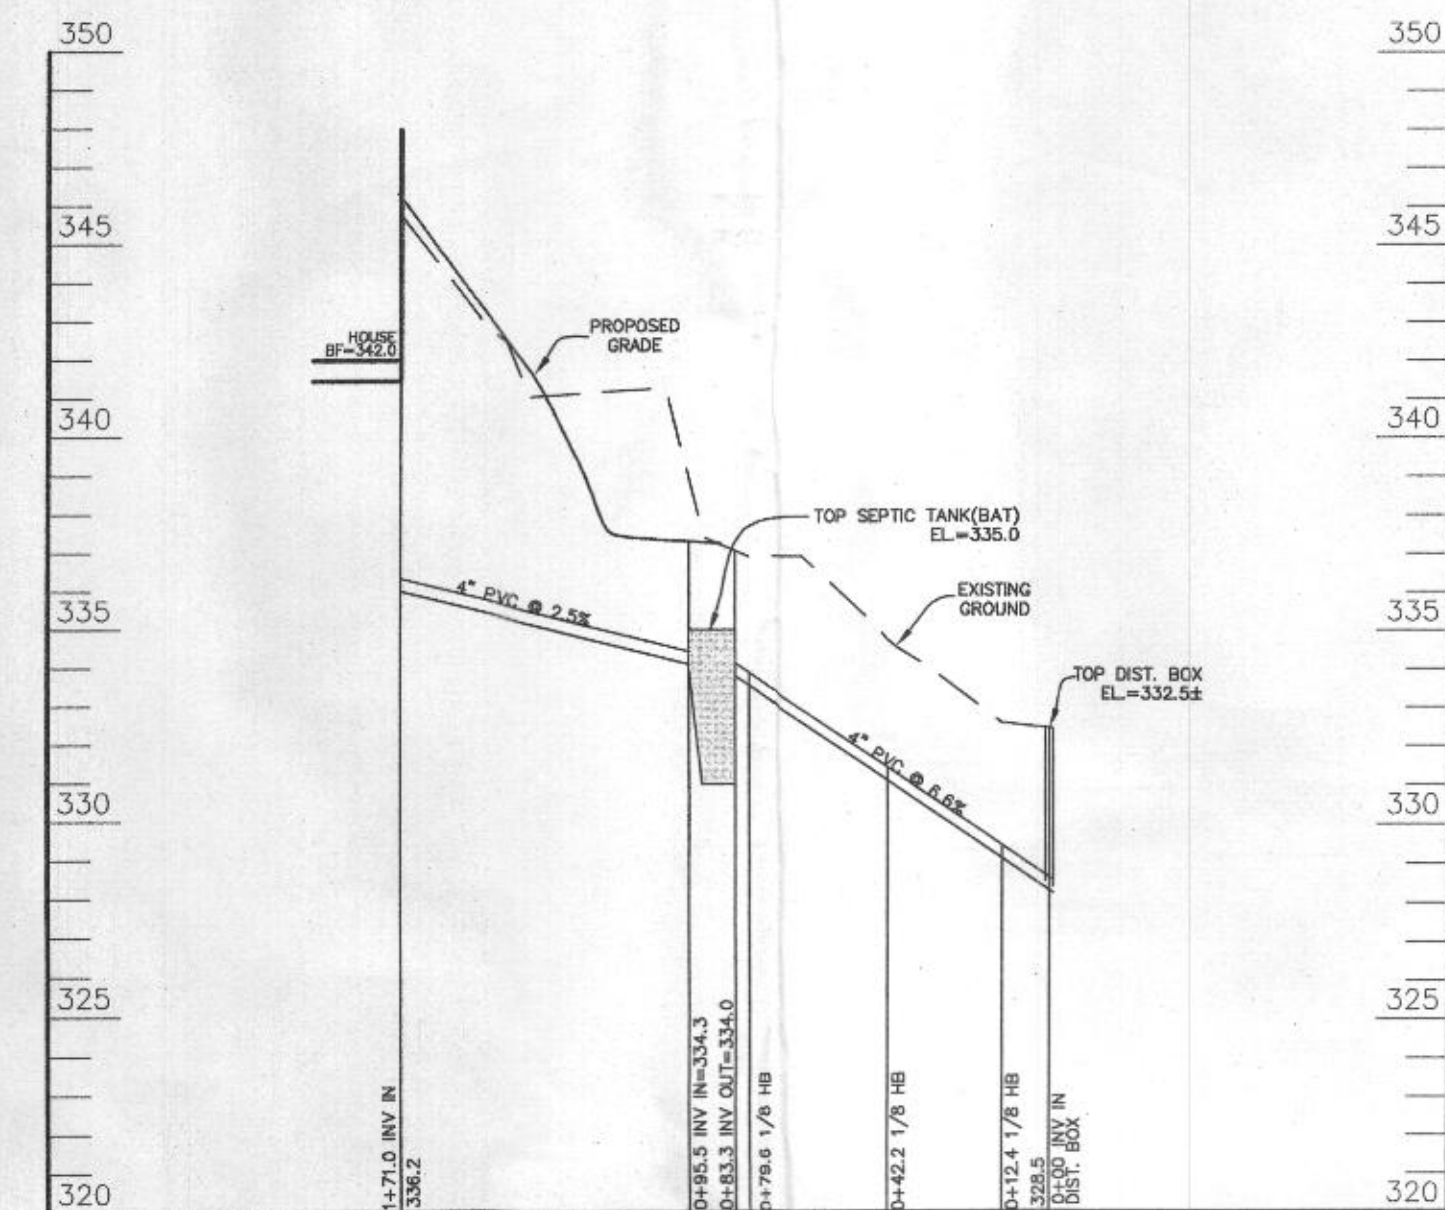 350
350
345
345
HOUSE
BF=342.0
PROPOSED
GRADE
340
340
TOP SEPTIC TANK(BAT)
EL.=335.0
4" PVC @ 2.5%
EXISTING
GROUND
335
335
TOP DIST. BOX
EL.=332.5±
4" PVC @ 6.6%
330
330
325
325
1+71.0 INV IN
336.2
0+95.5 INV IN=334.3
0+83.3 INV OUT=334.0
0+79.6 1/8 HB
0+42.2 1/8 HB
0+12.4 1/8 HB
328.5
0+00 INV IN
DIST. BOX
320
320